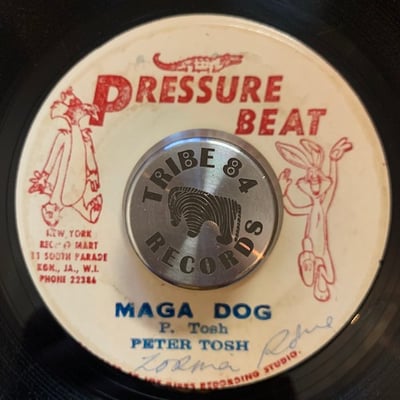 PRESSURE
BEAT
TRIBE 84
RECORDS
NEW YORK
RECORD MART
11 SOUTH PARADE
KGN., JA., W.I.
PHONE 22386
MAGA DOG
P. Tosh
PETER TOSH